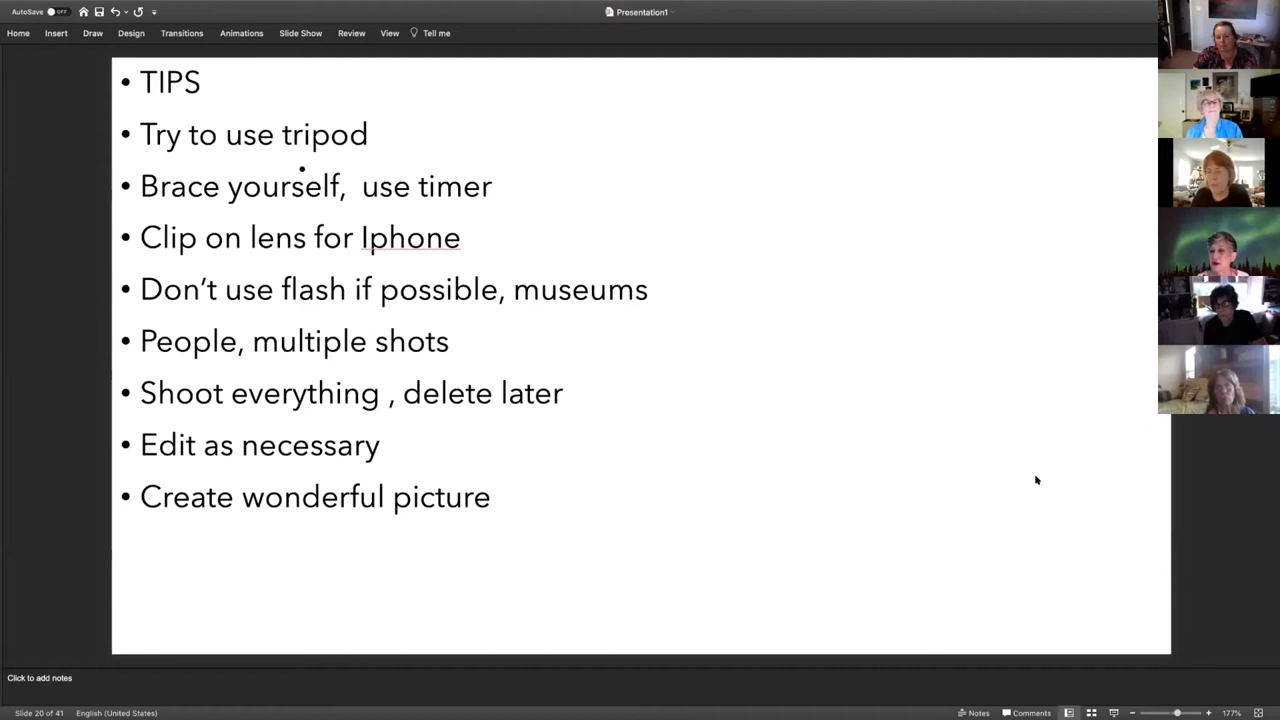 AutoSave OFF
Presentation1
Home Insert Draw Design Transitions Animations Slide Show Review View Tell me
• TIPS
• Try to use tripod
• Brace yourself,  use timer
• Clip on lens for Iphone
• Don’t use flash if possible, museums
• People, multiple shots
• Shoot everything , delete later
• Edit as necessary
• Create wonderful picture
Click to add notes
Slide 20 of 41 English (United States) Notes Comments 177%